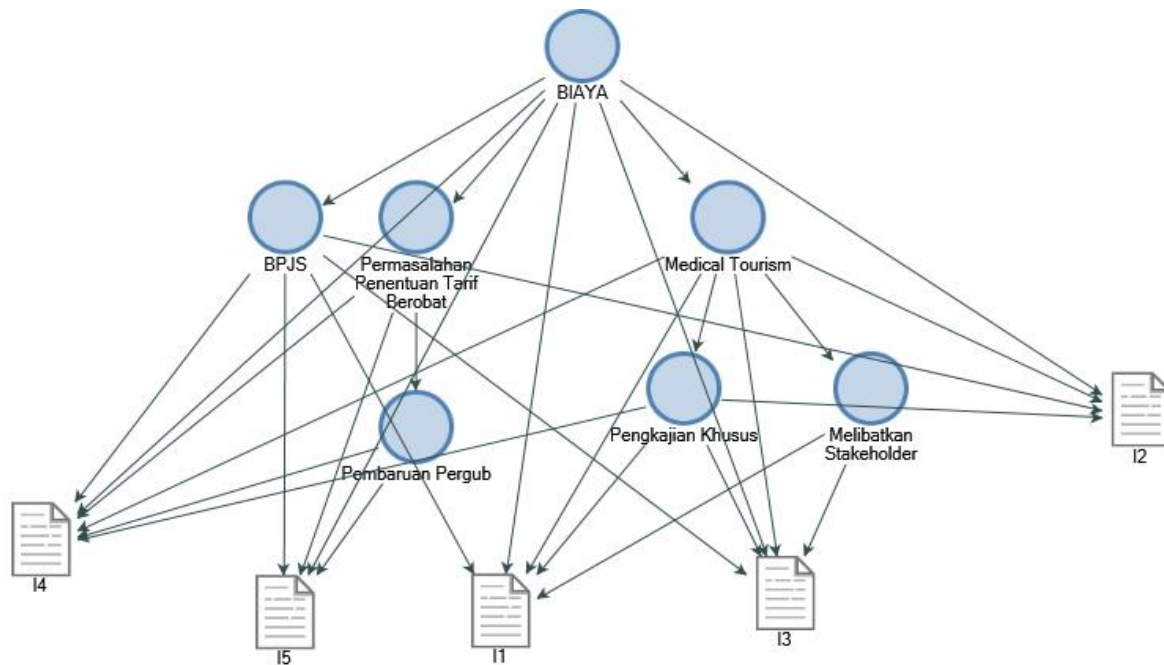 BIAYA
BPJS
Permasalahan
Penentuan Tarif
Berobat
Medical Tourism
Pengkajian Khusus
Melibatkan
Stakeholder
Pembaruan Pergub
I2
I4
I5
I1
I3